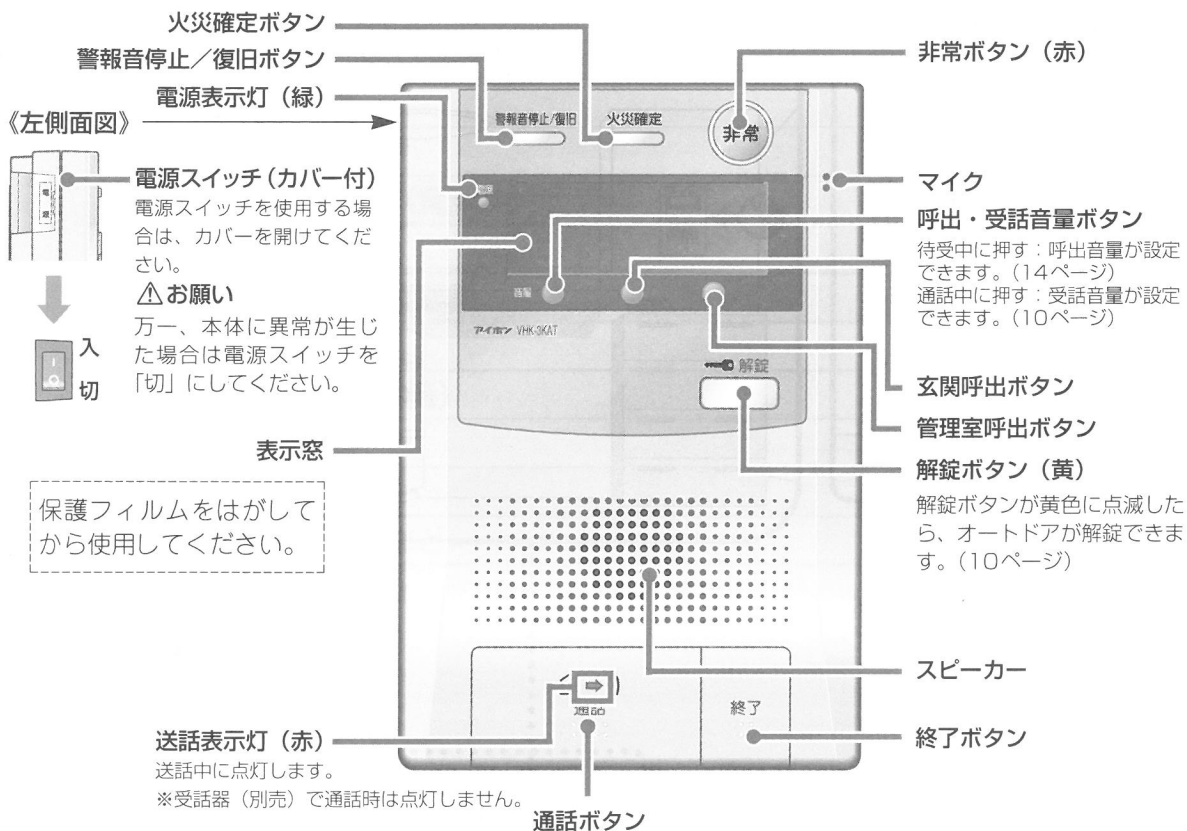 火災確定ボタン
警報音停止／復旧ボタン
電源表示灯（緑）
《左側面図》
電源スイッチ（カバー付）
電源スイッチを使用する場
合は、カバーを開けてくだ
さい。
⚠お願い
万一、本体に異常が生じ
た場合は電源スイッチを
「切」にしてください。
電源
入
切
表示窓
保護フィルムをはがして
から使用してください。
警報音停止/復旧
火災確定
非常
電源
音量
アイホン VHK-3KAT
解錠
通話
終了
非常ボタン（赤）
マイク
呼出・受話音量ボタン
待受中に押す：呼出音量が設定
できます。（14ページ）
通話中に押す：受話音量が設定
できます。（10ページ）
玄関呼出ボタン
管理室呼出ボタン
解錠ボタン（黄）
解錠ボタンが黄色に点滅した
ら、オートドアが解錠できま
す。（10ページ）
スピーカー
終了ボタン
送話表示灯（赤）
送話中に点灯します。
※受話器（別売）で通話時は点灯しません。
通話ボタン